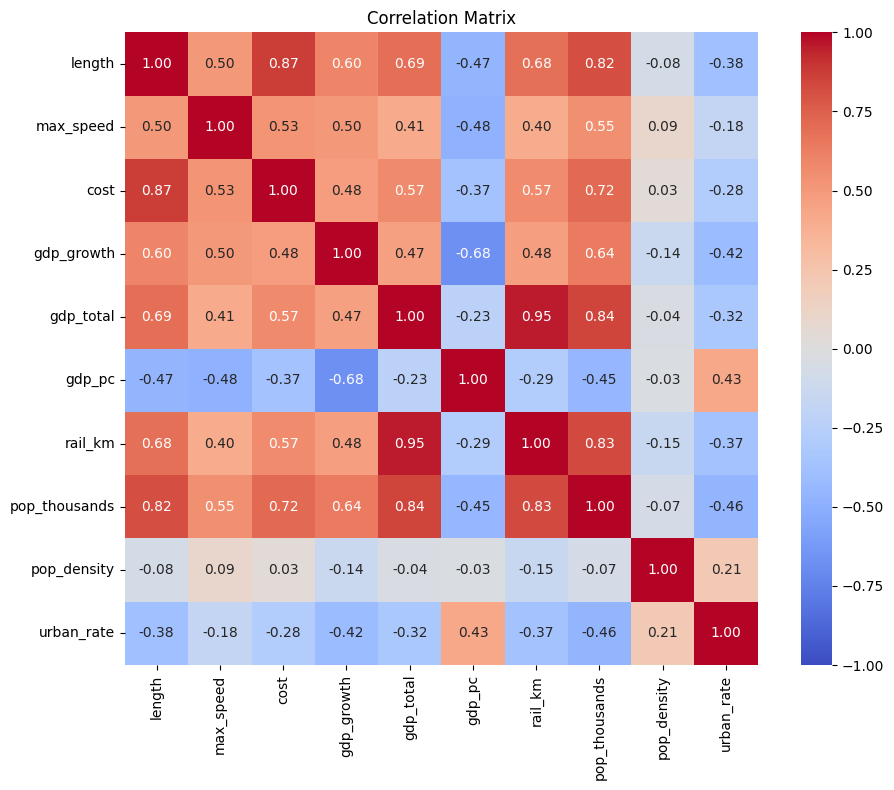 Correlation Matrix
length 1.00 0.50 0.87 0.60 0.69 -0.47 0.68 0.82 -0.08 -0.38
max_speed 0.50 1.00 0.53 0.50 0.41 -0.48 0.40 0.55 0.09 -0.18
cost 0.87 0.53 1.00 0.48 0.57 -0.37 0.57 0.72 0.03 -0.28
gdp_growth 0.60 0.50 0.48 1.00 0.47 -0.68 0.48 0.64 -0.14 -0.42
gdp_total 0.69 0.41 0.57 0.47 1.00 -0.23 0.95 0.84 -0.04 -0.32
gdp_pc -0.47 -0.48 -0.37 -0.68 -0.23 1.00 -0.29 -0.45 -0.03 0.43
rail_km 0.68 0.40 0.57 0.48 0.95 -0.29 1.00 0.83 -0.15 -0.37
pop_thousands 0.82 0.55 0.72 0.64 0.84 -0.45 0.83 1.00 -0.07 -0.46
pop_density -0.08 0.09 0.03 -0.14 -0.04 -0.03 -0.15 -0.07 1.00 0.21
urban_rate -0.38 -0.18 -0.28 -0.42 -0.32 0.43 -0.37 -0.46 0.21 1.00
length max_speed cost gdp_growth gdp_total gdp_pc rail_km pop_thousands pop_density urban_rate
1.00
0.75
0.50
0.25
0.00
−0.25
−0.50
−0.75
−1.00